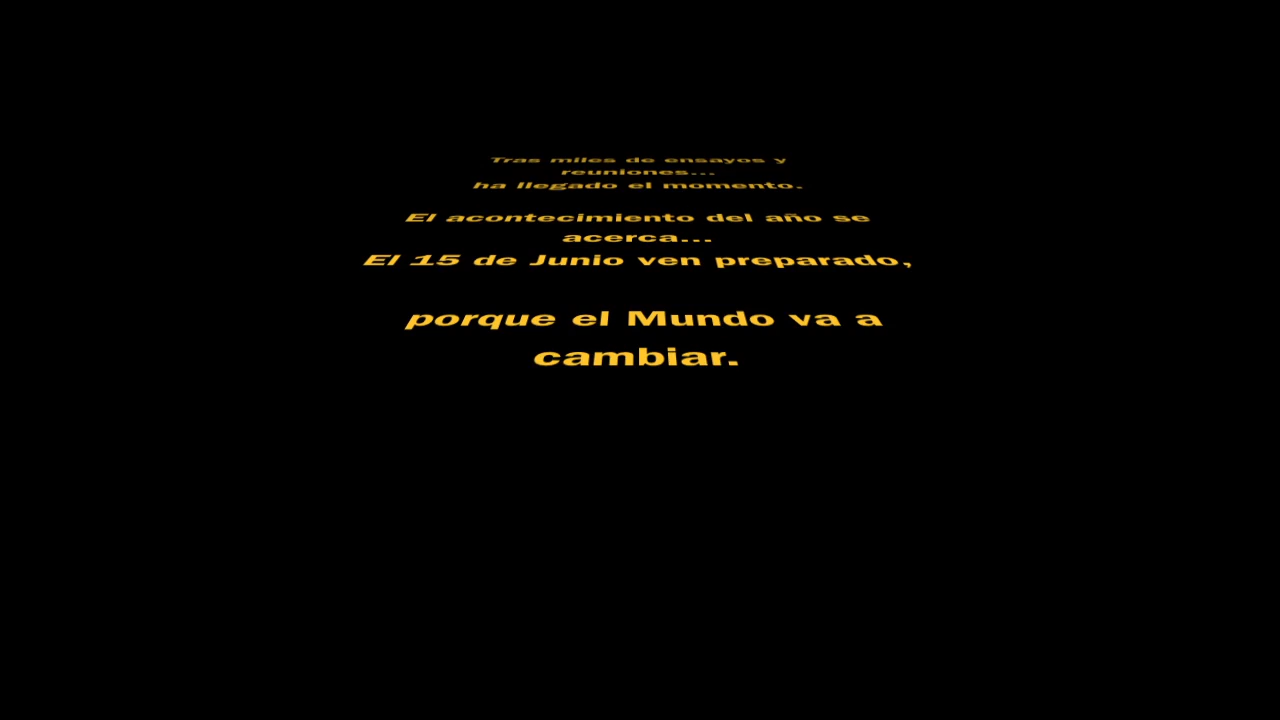 Tras miles de ensayos y
reuniones...
ha llegado el momento.
El acontecimiento del año se
acerca...
El 15 de Junio ven preparado,
porque el Mundo va a
cambiar.